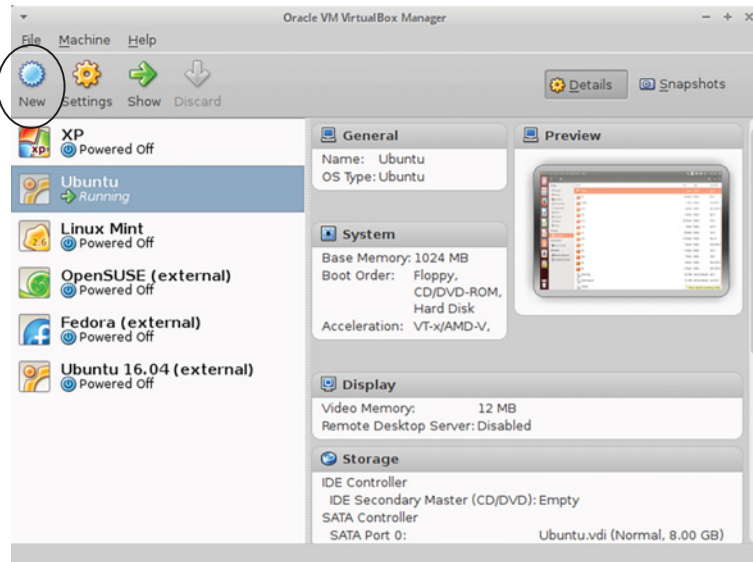 Oracle VM VirtualBox Manager
File Machine Help
New Settings Show Discard
Details Snapshots
XP
Powered Off
Ubuntu
Running
Linux Mint
Powered Off
OpenSUSE (external)
Powered Off
Fedora (external)
Powered Off
Ubuntu 16.04 (external)
Powered Off
General
Name: Ubuntu
OS Type: Ubuntu
System
Base Memory: 1024 MB
Boot Order: Floppy,
CD/DVD-ROM,
Hard Disk
Acceleration: VT-x/AMD-V,
Preview
Display
Video Memory: 12 MB
Remote Desktop Server: Disabled
Storage
IDE Controller
IDE Secondary Master (CD/DVD): Empty
SATA Controller
SATA Port 0: Ubuntu.vdi (Normal, 8.00 GB)